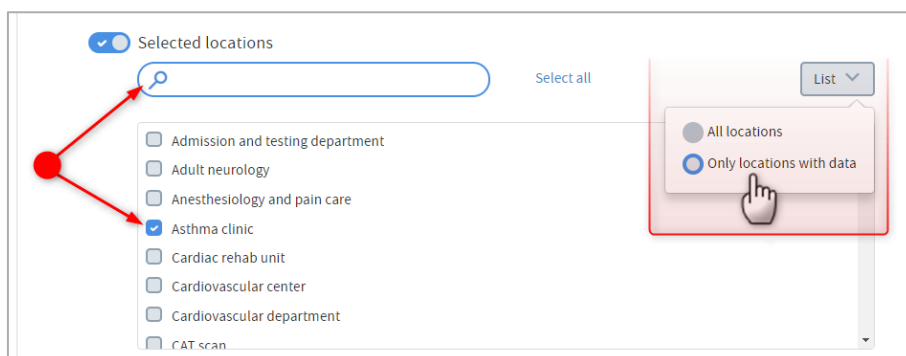 Selected locations
Select all
List
All locations
Only locations with data
Admission and testing department
Adult neurology
Anesthesiology and pain care
Asthma clinic
Cardiac rehab unit
Cardiovascular center
Cardiovascular department
CAT scan